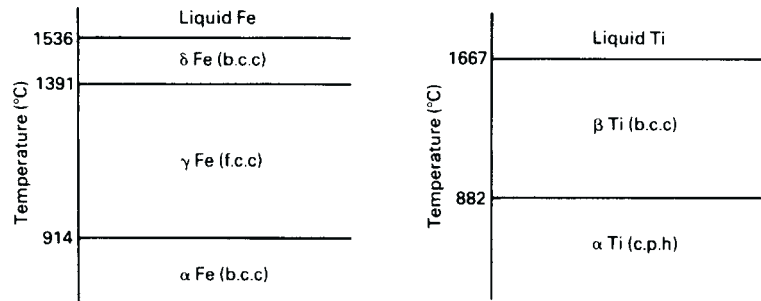 Liquid Fe
1536
δ Fe (b.c.c)
1391
γ Fe (f.c.c)
914
α Fe (b.c.c)
Temperature (°C)
Liquid Ti
1667
β Ti (b.c.c)
882
α Ti (c.p.h)
Temperature (°C)